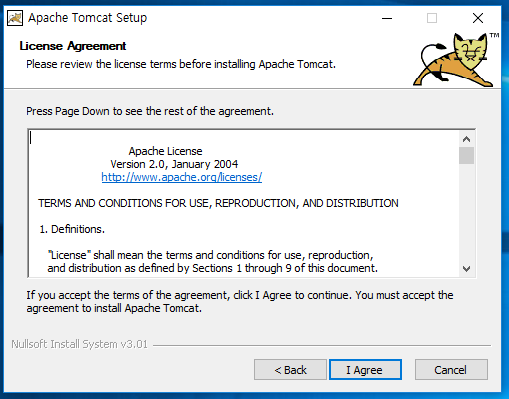 Apache Tomcat Setup
License Agreement
Please review the license terms before installing Apache Tomcat.
TM
Press Page Down to see the rest of the agreement.
Apache License
Version 2.0, January 2004
http://www.apache.org/licenses/
TERMS AND CONDITIONS FOR USE, REPRODUCTION, AND DISTRIBUTION
1. Definitions.
"License" shall mean the terms and conditions for use, reproduction,
and distribution as defined by Sections 1 through 9 of this document.
If you accept the terms of the agreement, click I Agree to continue. You must accept the
agreement to install Apache Tomcat.
Nullsoft Install System v3.01
< Back
I Agree
Cancel